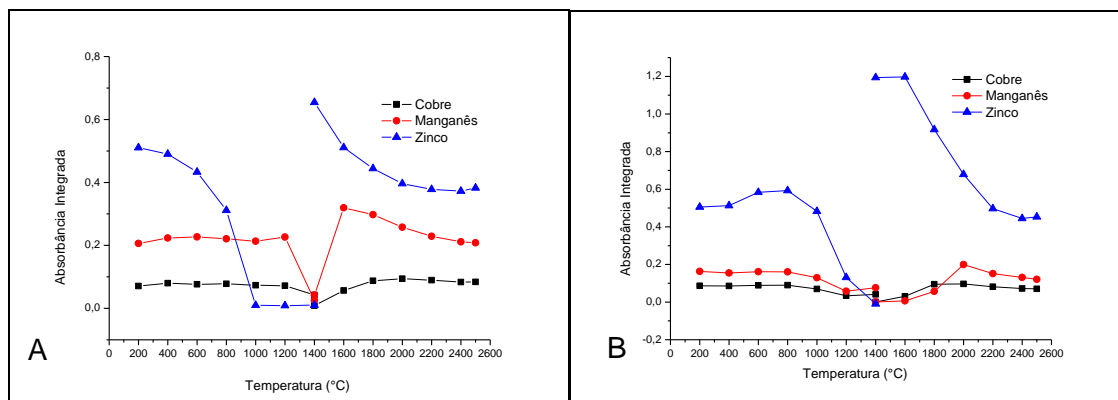 0,8
0,6
0,4
0,2
0,0
Absorbância Integrada
Cobre
Manganês
Zinco
0 200 400 600 800 1000 1200 1400 1600 1800 2000 2200 2400 2600
Temperatura (°C)
A
1,2
1,0
0,8
0,6
0,4
0,2
0,0
-0,2
Absorbância Integrada
Cobre
Manganês
Zinco
0 200 400 600 800 1000 1200 1400 1600 1800 2000 2200 2400 2600
Temperatura (°C)
B